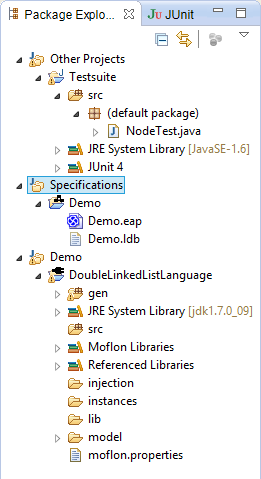 Package Explo...
JUnit
Other Projects
Testsuite
src
(default package)
NodeTest.java
JRE System Library [JavaSE-1.6]
JUnit 4
Specifications
Demo
Demo.eap
Demo.ldb
Demo
DoubleLinkedListLanguage
gen
JRE System Library [jdk1.7.0_09]
src
Moflon Libraries
Referenced Libraries
injection
instances
lib
model
moflon.properties